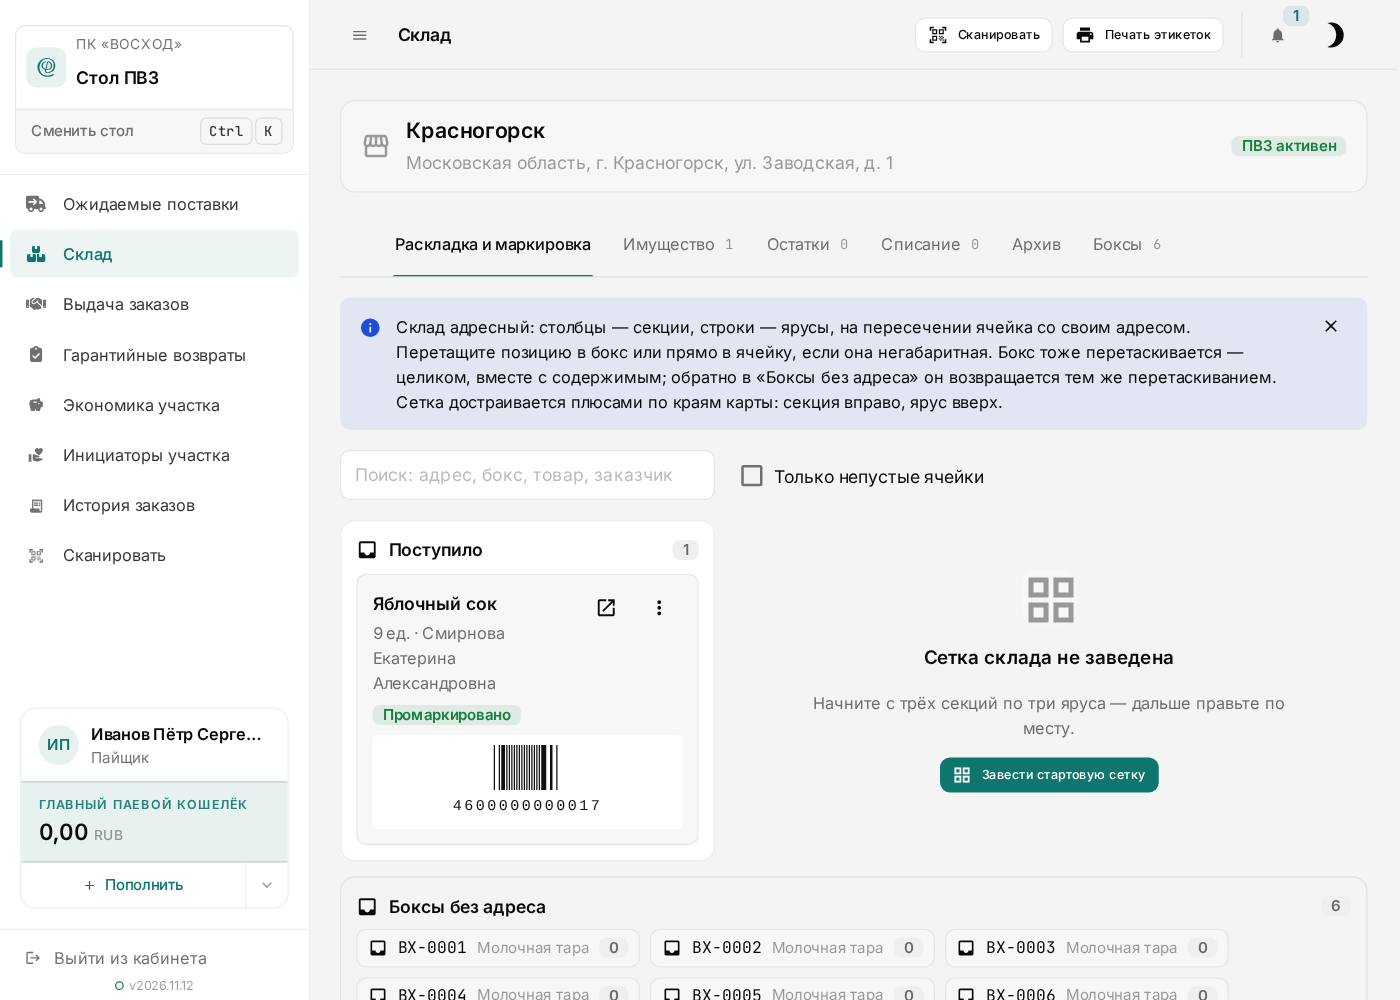 ПК «ВОСХОД»
Стол ПВЗ
Сменить стол
Ctrl K
Ожидаемые поставки
Склад
Выдача заказов
Гарантийные возвраты
Экономика участка
Инициаторы участка
История заказов
Сканировать
ИП
Иванов Пётр Серге...
Пайщик
ГЛАВНЫЙ ПАЕВОЙ КОШЕЛЁК
0,00 RUB
+ Пополнить
Выйти из кабинета
v2026.11.12
Склад
Сканировать
Печать этикеток
1
Красногорск
Московская область, г. Красногорск, ул. Заводская, д. 1
ПВЗ активен
Раскладка и маркировка
Имущество 1
Остатки 0
Списание 0
Архив
Боксы 6
Склад адресный: столбцы — секции, строки — ярусы, на пересечении ячейка со своим адресом.
Перетащите позицию в бокс или прямо в ячейку, если она негабаритная. Бокс тоже перетаскивается —
целиком, вместе с содержимым; обратно в «Боксы без адреса» он возвращается тем же перетаскиванием.
Сетка достраивается плюсами по краям карты: секция вправо, ярус вверх.
Поиск: адрес, бокс, товар, заказчик
Только непустые ячейки
Поступило 1
Яблочный сок
9 ед. · Смирнова
Екатерина
Александровна
Промаркировано
4600000000017
Сетка склада не заведена
Начните с трёх секций по три яруса — дальше правьте по
месту.
Завести стартовую сетку
Боксы без адреса 6
BX-0001 Молочная тара 0
BX-0002 Молочная тара 0
BX-0003 Молочная тара 0
BX-0004 Молочная тара 0
BX-0005 Молочная тара 0
BX-0006 Молочная тара 0